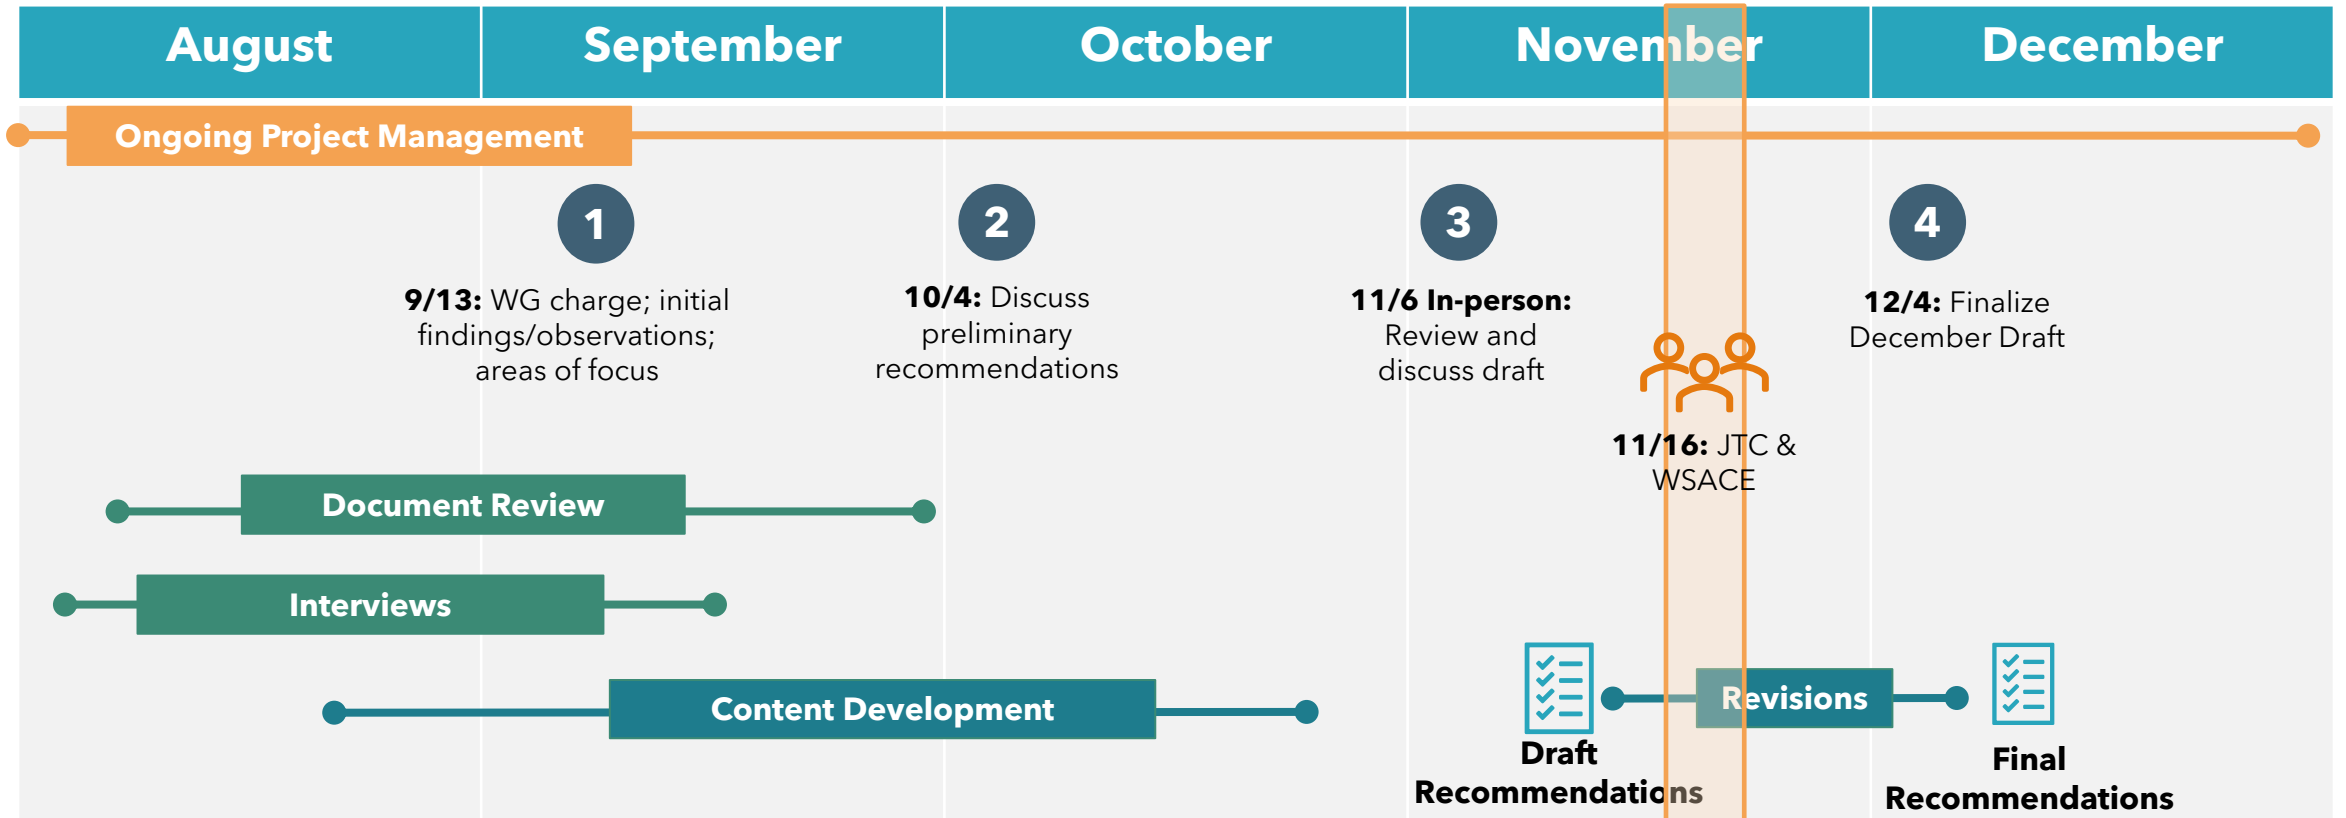 August
September
October
November
December
Ongoing Project Management
1
2
3
4
9/13: WG charge; initial
findings/observations;
areas of focus
10/4: Discuss
preliminary
recommendations
11/6 In-person:
Review and
discuss draft
12/4: Finalize
December Draft
11/16: JTC &
WSACE
Document Review
Interviews
Content Development
Revisions
Draft
Recommendations
Final
Recommendations